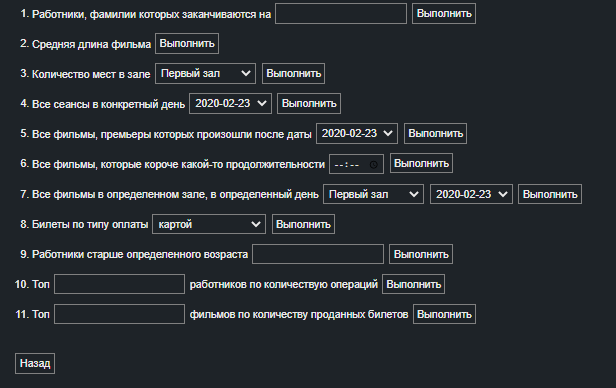 1. Работники, фамилии которых заканчиваются на Выполнить
2. Средняя длина фильма Выполнить
3. Количество мест в зале Первый зал Выполнить
4. Все сеансы в конкретный день 2020-02-23 Выполнить
5. Все фильмы, премьеры которых произошли после даты 2020-02-23 Выполнить
6. Все фильмы, которые короче какой-то продолжительности --:-- Выполнить
7. Все фильмы в определенном зале, в определенный день Первый зал 2020-02-23 Выполнить
8. Билеты по типу оплаты картой Выполнить
9. Работники старше определенного возраста Выполнить
10. Топ работников по количествую операций Выполнить
11. Топ фильмов по количеству проданных билетов Выполнить
Назад